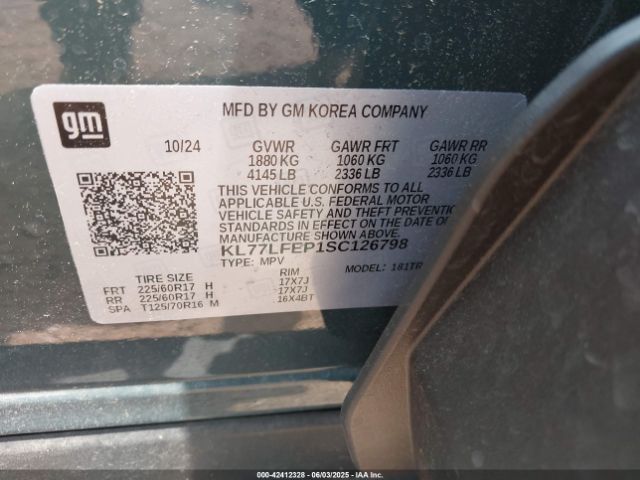 gm
MFD BY GM KOREA COMPANY
10/24 GVWR GAWR FRT GAWR RR
1880 KG 1060 KG 1060 KG
4145 LB 2336 LB 2336 LB
THIS VEHICLE CONFORMS TO ALL
APPLICABLE U.S. FEDERAL MOTOR
VEHICLE SAFETY AND THEFT PREVENTION
STANDARDS IN EFFECT ON THE DATE OF
MANUFACTURE SHOWN ABOVE.
KL77LFEP1SC126798
TYPE: MPV MODEL: 181TR
TIRE SIZE RIM
FRT 225/60R17 H 17X7J
RR 225/60R17 H 17X7J
SPA T125/70R16 M 16X4BT
000-42412328 - 06/03/2025 - IAAI Inc.